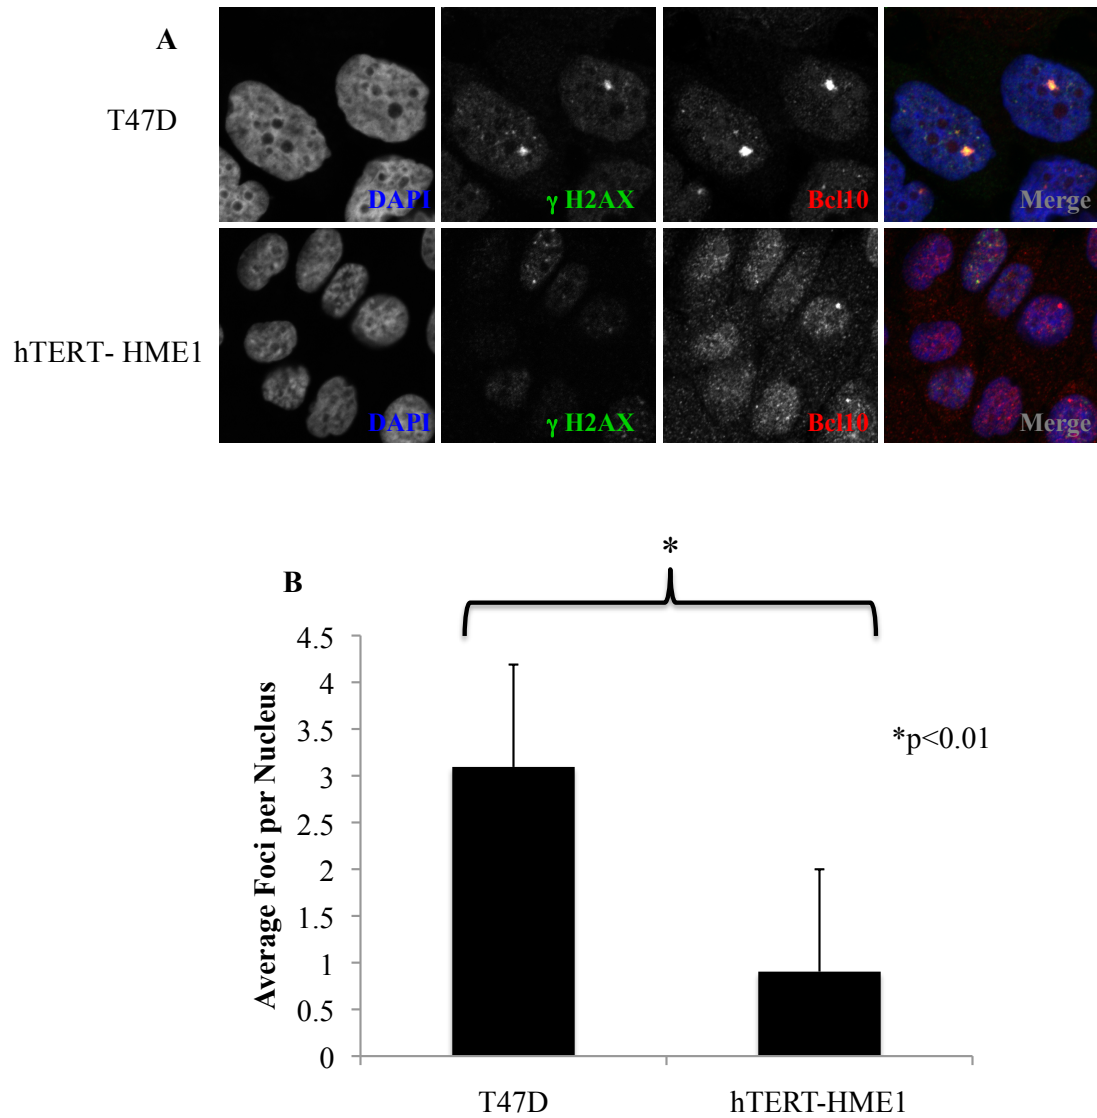 A
T47D
DAPI
γ H2AX
Bcl10
Merge
hTERT- HME1
DAPI
γ H2AX
Bcl10
Merge
*
B
4.5
4
3.5
3
2.5
2
1.5
1
0.5
0
Average Foci per Nucleus
*p<0.01
T47D
hTERT-HME1